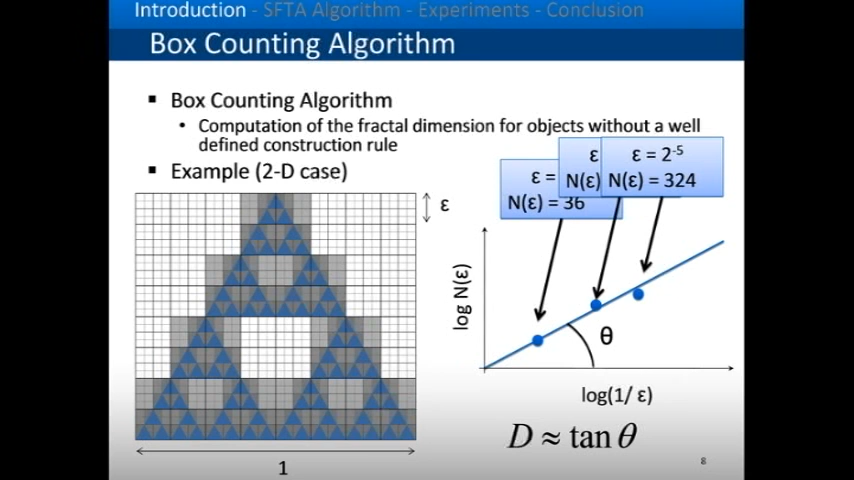 Introduction - SFTA Algorithm - Experiments - Conclusion
Box Counting Algorithm
▪ Box Counting Algorithm
• Computation of the fractal dimension for objects without a well
defined construction rule
▪ Example (2-D case)
ε
1
ε =
N(ε) = 36
ε
N(ε)
ε = 2⁻⁵
N(ε) = 324
log N(ε)
θ
log(1/ ε)
D ≈ tan θ
8